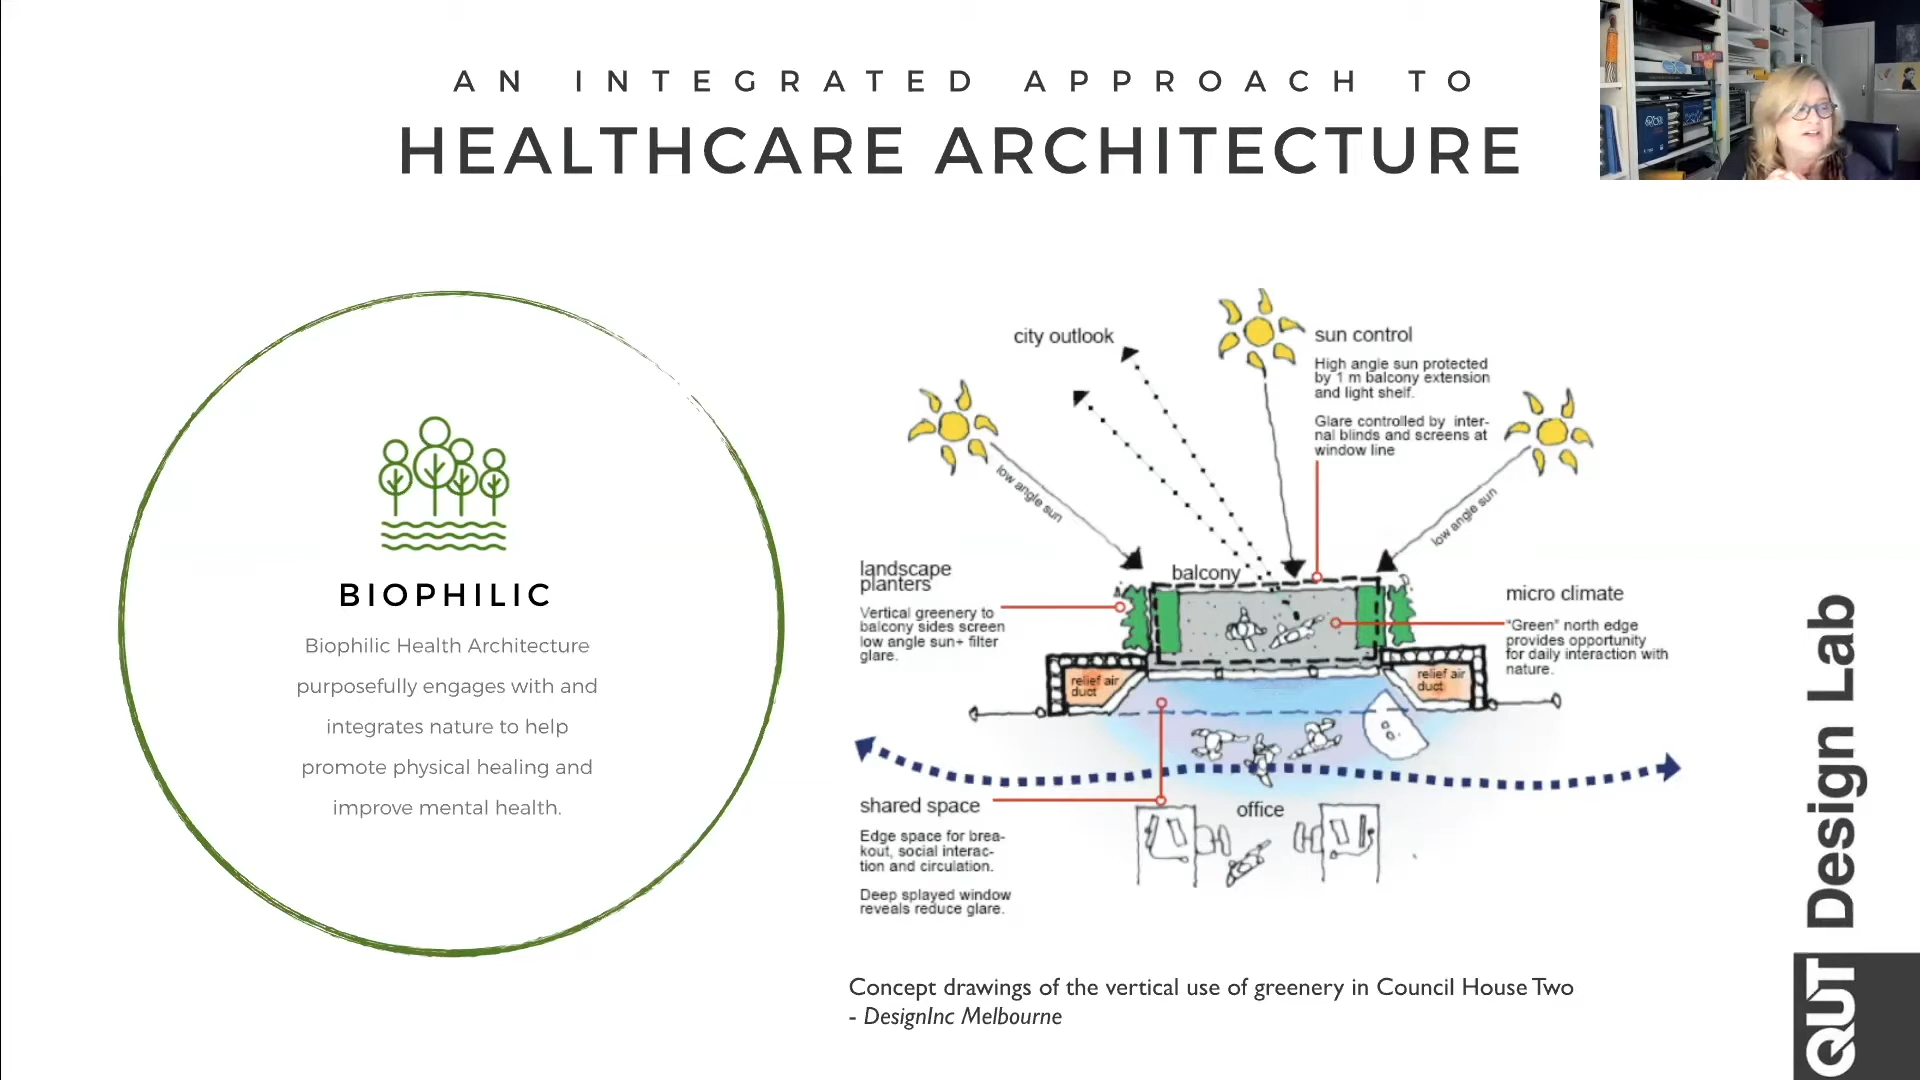 AN INTEGRATED APPROACH TO
HEALTHCARE ARCHITECTURE
BIOPHILIC
Biophilic Health Architecture
purposefully engages with and
integrates nature to help
promote physical healing and
improve mental health.
city outlook
sun control
High angle sun protected
by 1 m balcony extension
and light shelf.
Glare controlled by inter-
nal blinds and screens at
window line
low angle sun
low angle sun
landscape
planters
Vertical greenery to
balcony sides screen
low angle sun+ filter
glare.
balcony
micro climate
"Green" north edge
provides opportunity
for daily interaction with
nature.
relief air
duct
relief air
duct
shared space
Edge space for brea-
kout, social interac-
tion and circulation.
Deep splayed window
reveals reduce glare.
office
Concept drawings of the vertical use of greenery in Council House Two
- DesignInc Melbourne
QUT Design Lab